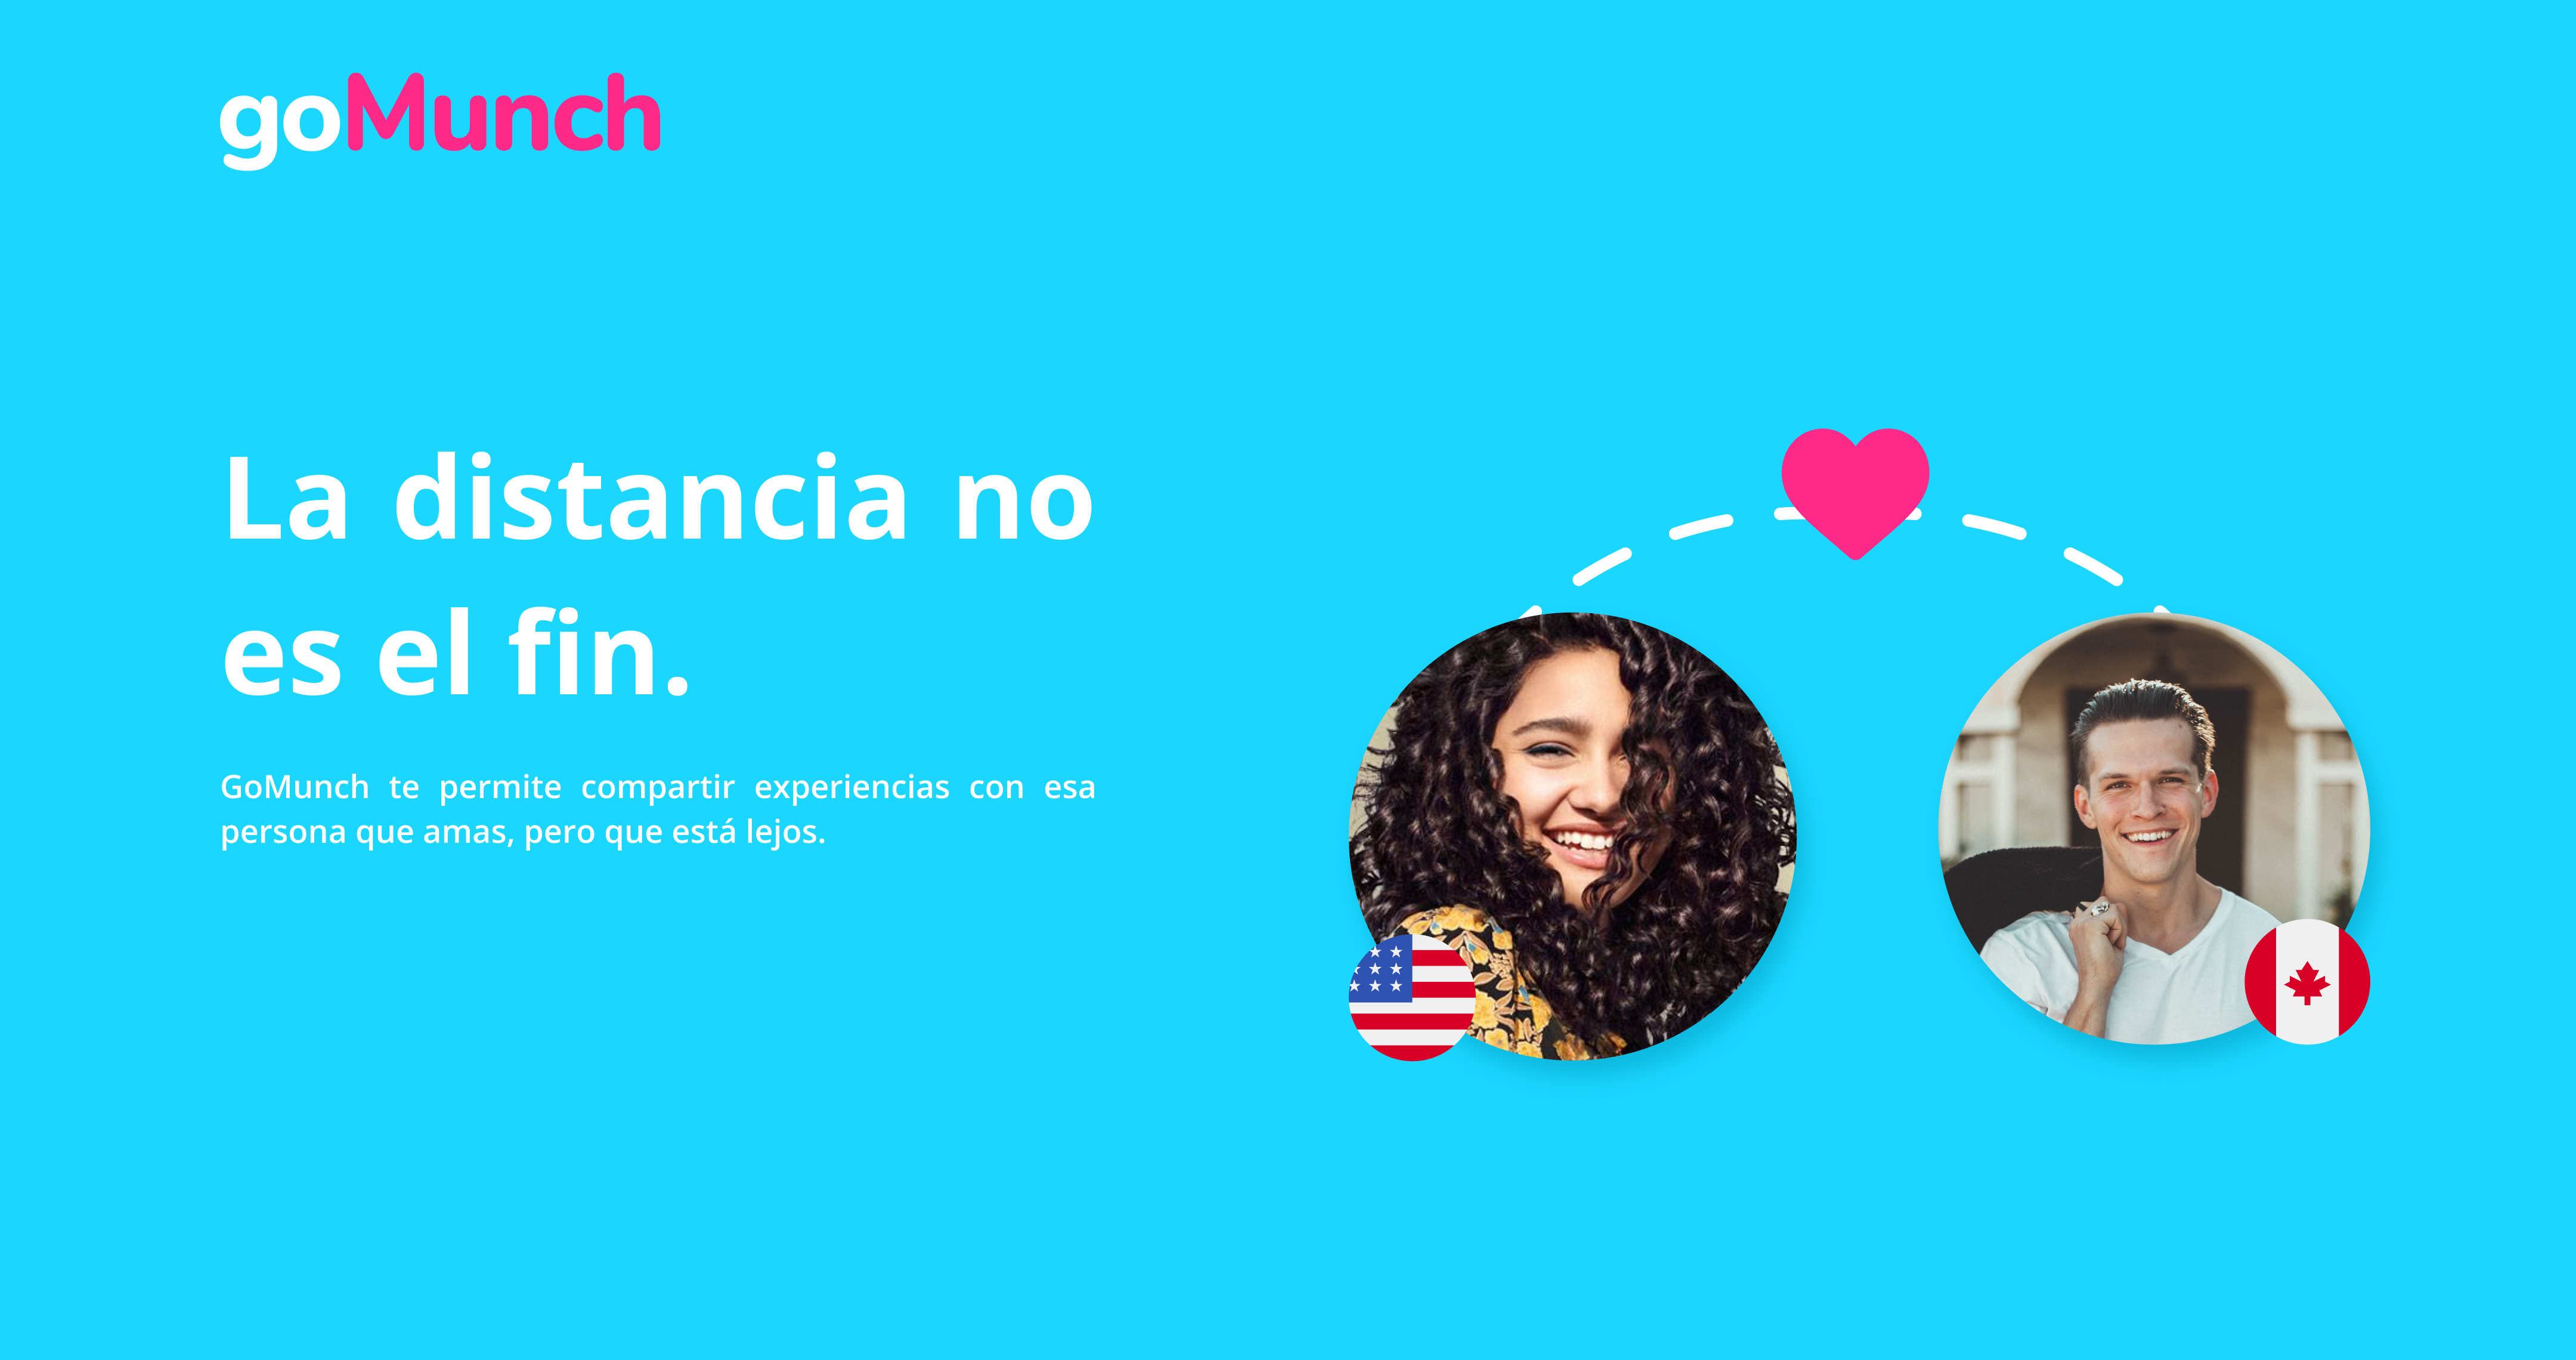 goMunch
La distancia no
es el fin.
GoMunch te permite compartir experiencias con esa
persona que amas, pero que está lejos.